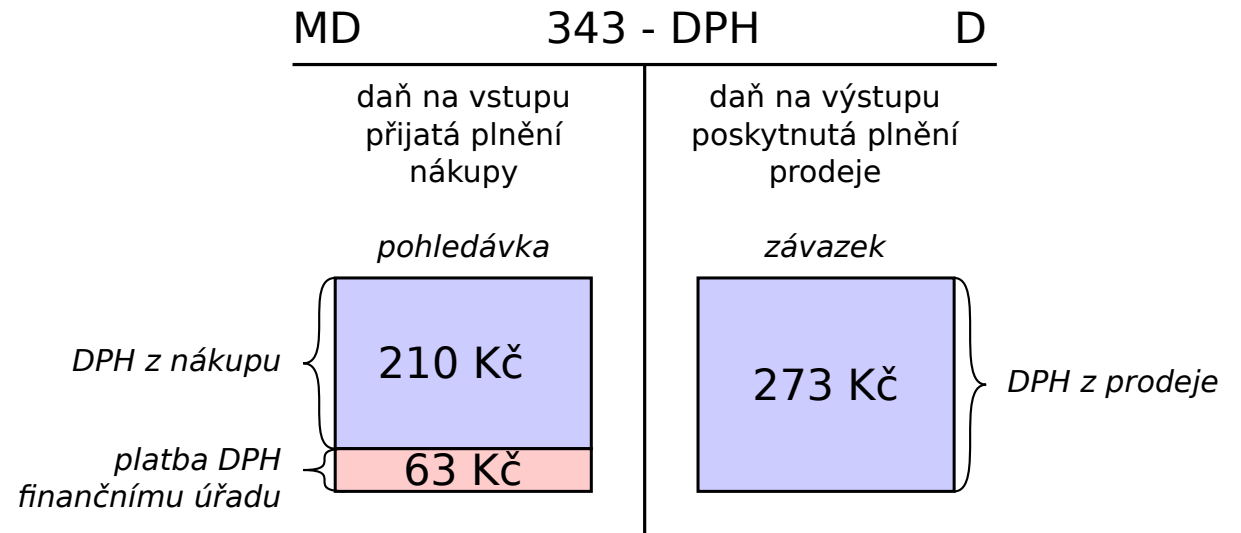 MD 343 - DPH D
daň na vstupu
přijatá plnění
nákupy
daň na výstupu
poskytnutá plnění
prodeje
pohledávka
závazek
DPH z nákupu
210 Kč
273 Kč
DPH z prodeje
platba DPH
finančnímu úřadu
63 Kč